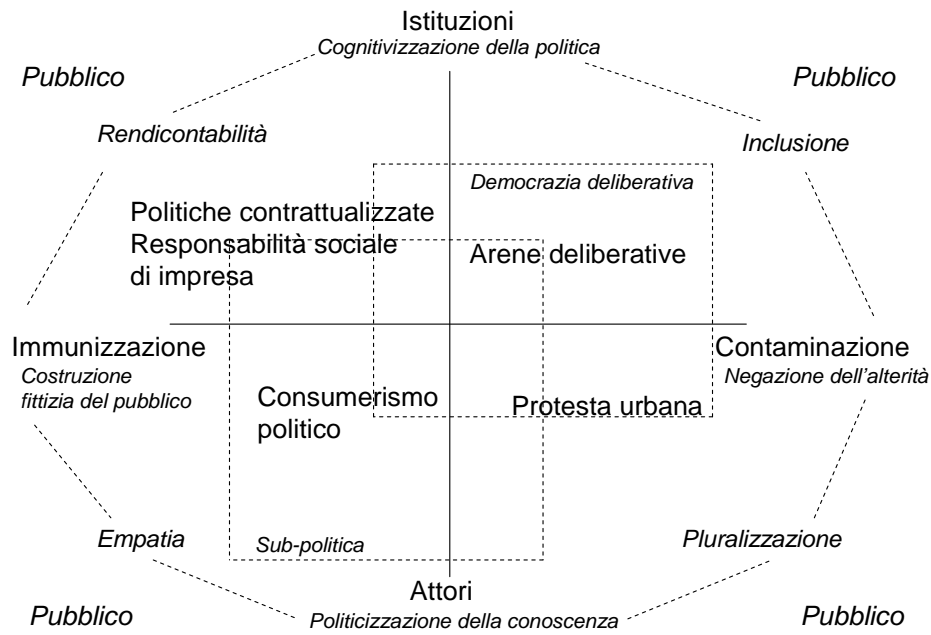 Istituzioni
Cognitivizzazione della politica
Pubblico
Pubblico
Rendicontabilità
Inclusione
Democrazia deliberativa
Politiche contrattualizzate
Responsabilità sociale
di impresa
Arene deliberative
Immunizzazione
Costruzione
fittizia del pubblico
Contaminazione
Negazione dell'alterità
Consumerismo
politico
Protesta urbana
Empatia
Sub-politica
Pluralizzazione
Attori
Politicizzazione della conoscenza
Pubblico
Pubblico